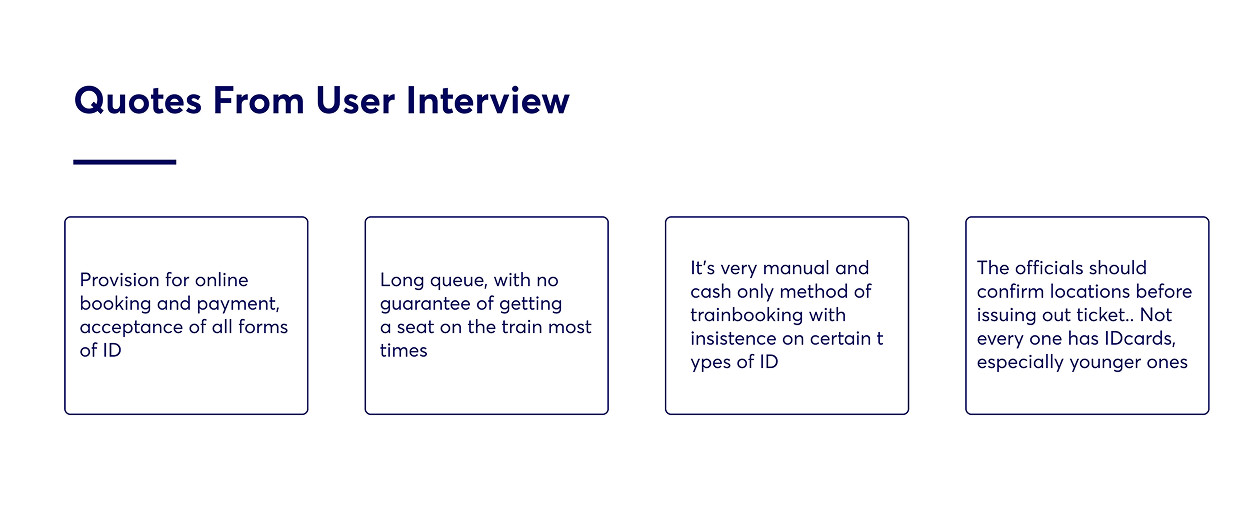 Quotes From User Interview
Provision for online
booking and payment,
acceptance of all forms
of ID
Long queue, with no
guarantee of getting
a seat on the train most
times
It's very manual and
cash only method of
trainbooking with
insistence on certain t
ypes of ID
The officials should
confirm locations before
issuing out ticket.. Not
every one has IDcards,
especially younger ones